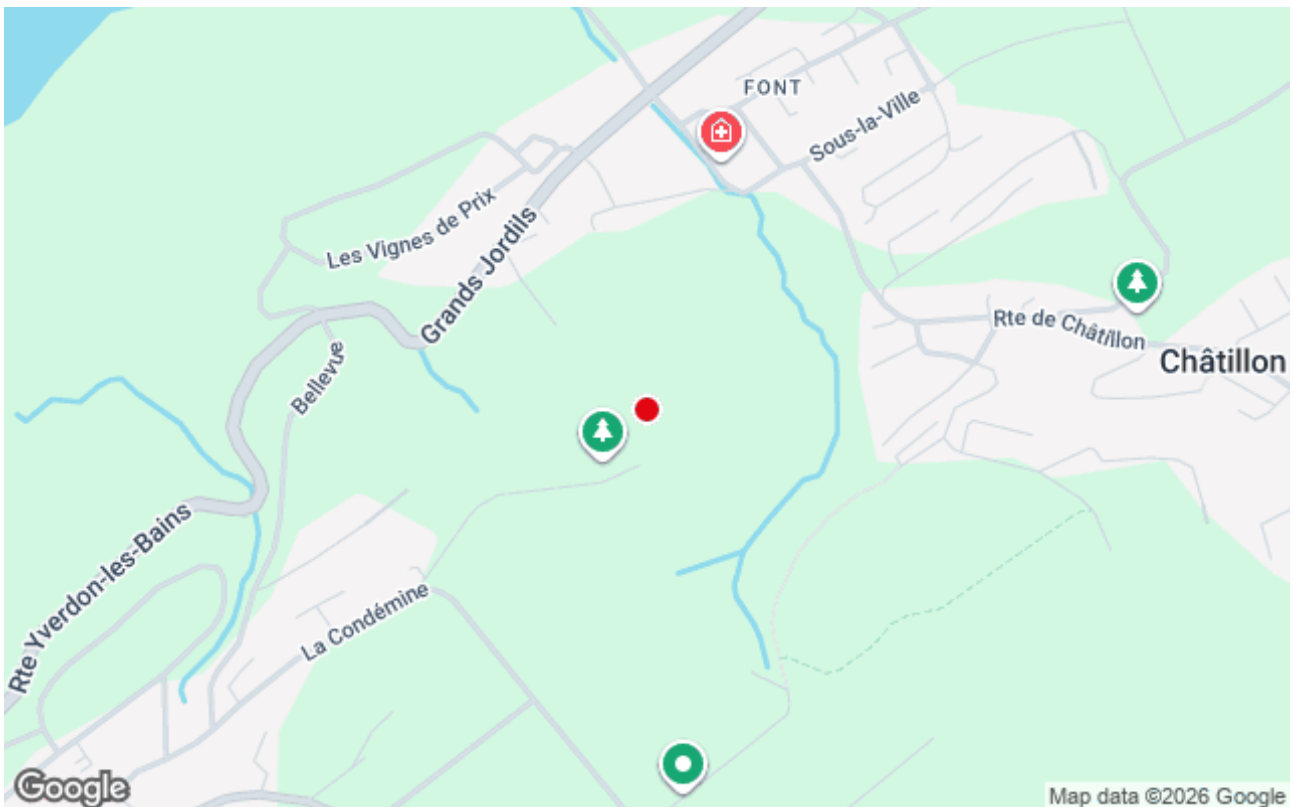 FONT
Sous-la-Ville
Les Vignes de Prix
Grands Jordils
Rte de Châtillon
Châtillon
Bellevue
Rte Yverdon-les-Bains
La Condémine
Google
Map data ©2026 Google